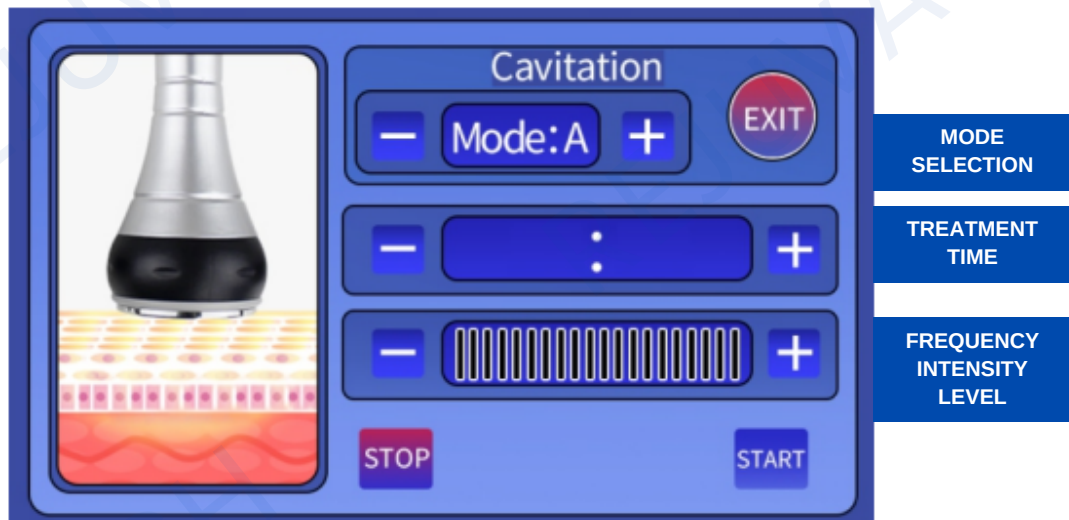 Cavitation
− Mode:A + EXIT
MODE
SELECTION
− : +
TREATMENT
TIME
− +
FREQUENCY
INTENSITY
LEVEL
STOP START